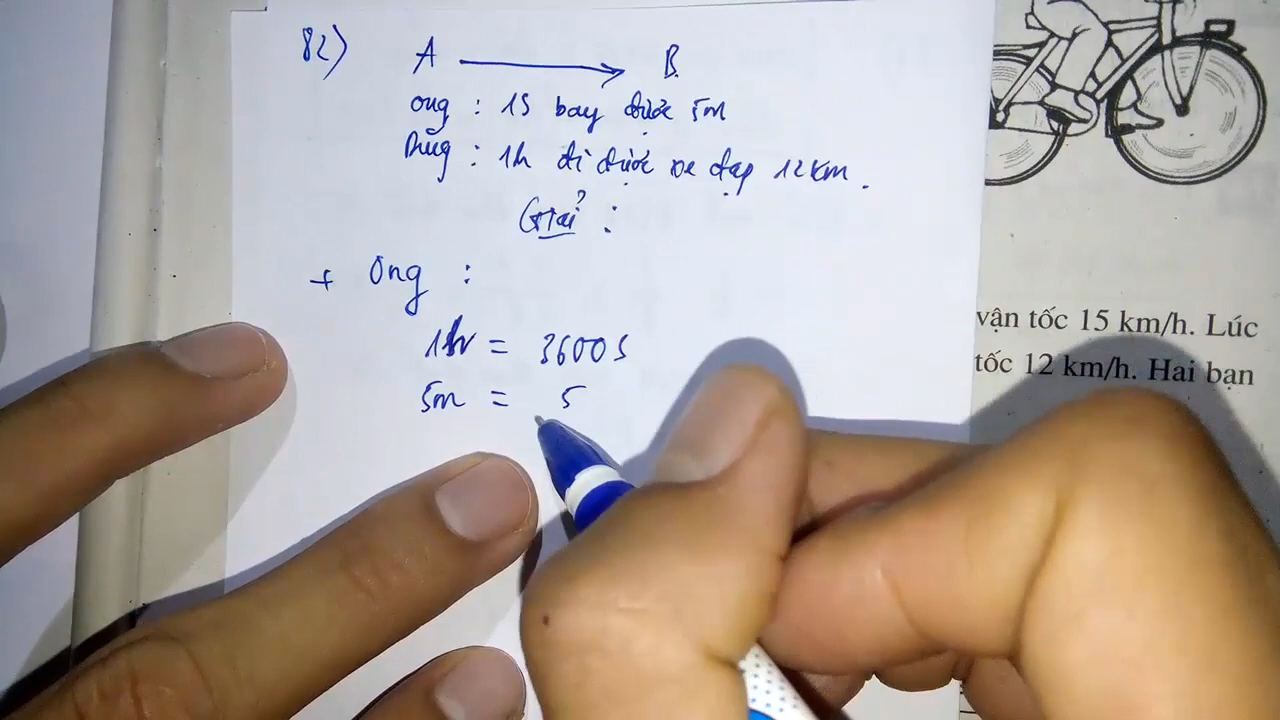 82) A → B
Ong : 1s bay được 5m
Dũng : 1h đi được xe đạp 12km.
Giải :
+ Ong :
1h = 3600s
5m = 5
vận tốc 15 km/h. Lúc
tốc 12 km/h. Hai bạn